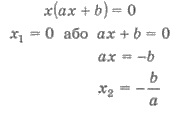 x(ax + b) = 0
x₁ = 0 або ax + b = 0
ax = −b
x₂ = −b/a